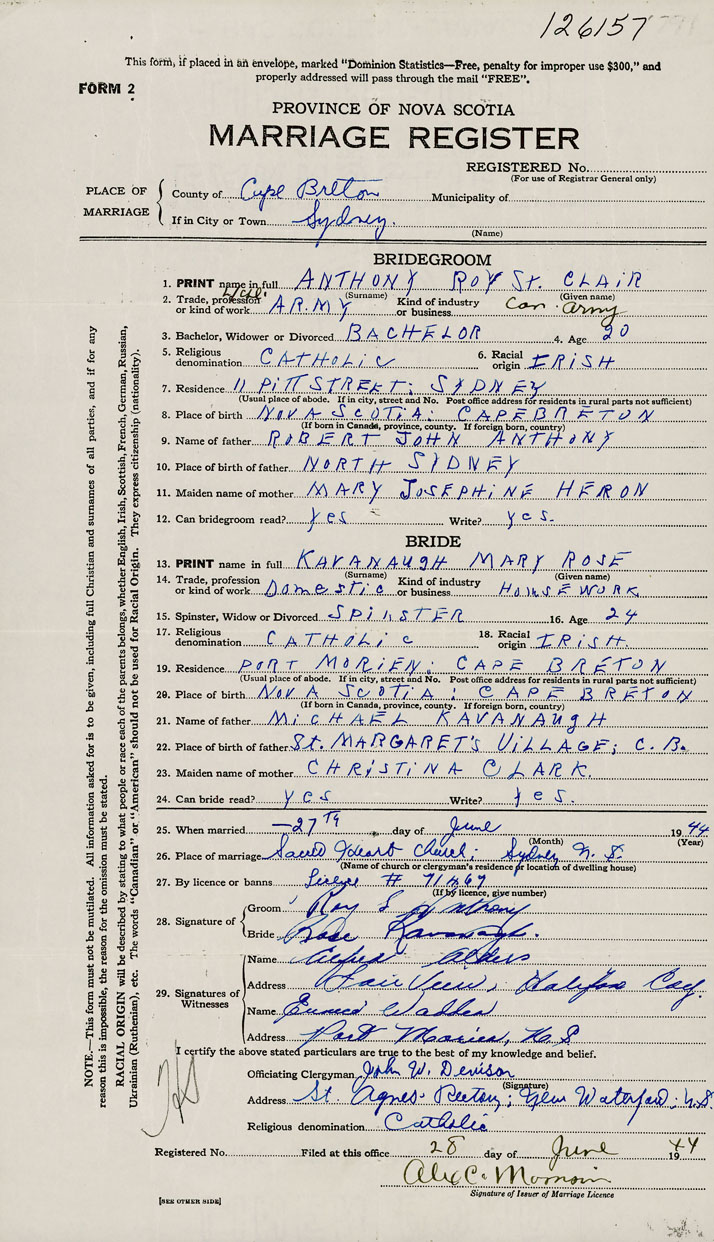 126157
This form, if placed in an envelope, marked "Dominion Statistics—Free, penalty for improper use $300," and
properly addressed will pass through the mail "FREE".
FORM 2
PROVINCE OF NOVA SCOTIA
MARRIAGE REGISTER
REGISTERED No.
(For use of Registrar General only)
PLACE OF MARRIAGE
County of Cape Breton Municipality of
If in City or Town Sydney.
(Name)
BRIDEGROOM
1. PRINT name in full ANTHONY ROY St. CLAIR
(Surname) (Given name)
2. Trade, profession or kind of work ARMY Kind of industry or business Can. Army
3. Bachelor, Widower or Divorced BACHELOR 4. Age 20
5. Religious denomination CATHOLIC 6. Racial origin IRISH
7. Residence 11 PITT STREET; SYDNEY
(Usual place of abode. If in city, street and No. Post office address for residents in rural parts not sufficient)
8. Place of birth NOVA SCOTIA: CAPE BRETON
(If born in Canada, province, county. If foreign born, country)
9. Name of father ROBERT JOHN ANTHONY
10. Place of birth of father NORTH SYDNEY
11. Maiden name of mother MARY JOSEPHINE HERON
12. Can bridegroom read? yes Write? yes.
BRIDE
13. PRINT name in full KAVANAUGH MARY ROSE
(Surname) (Given name)
14. Trade, profession or kind of work Domestic Kind of industry or business HOUSEWORK
15. Spinster, Widow or Divorced SPINSTER 16. Age 24
17. Religious denomination CATHOLIC 18. Racial origin IRISH.
19. Residence PORT MORIEN: CAPE BRETON
(Usual place of abode. If in city, street and No. Post office address for residents in rural parts not sufficient)
20. Place of birth NOVA SCOTIA: CAPE BRETON
(If born in Canada, province, county. If foreign born, country)
21. Name of father MICHAEL KAVANAUGH
22. Place of birth of father St. MARGARET'S VILLAGE; C. B.
23. Maiden name of mother CHRISTINA CLARK.
24. Can bride read? yes Write? yes.
25. When married 27TH day of June 1944
(Month) (Year)
26. Place of marriage Sacred Heart Church; Sydney N. S.
(Name of church or clergyman's residence or location of dwelling house)
27. By licence or banns License # 71467
(If by licence, give number)
28. Signature of
Groom Roy S Anthony
Bride Rose Kavanaugh.
29. Signatures of Witnesses
Name
Address Fair View, Halifax Coy.
Name Eunice Wadden
Address Port Morien, N. S
I certify the above stated particulars are true to the best of my knowledge and belief.
Officiating Clergyman John W. Denison
(Signature)
Address St. Agnes Rectory; New Waterford. N. S.
Religious denomination Catholic
Registered No. Filed at this office 28 day of June 1944
Alex C. Morrison
Signature of Issuer of Marriage Licence
[SEE OTHER SIDE]
NOTE.—This form must not be mutilated. All information asked for is to be given, including full Christian and surnames of all parties, and if for any
reason this is impossible, the reason for the omission must be stated.
RACIAL ORIGIN will be described by stating to what people or race each of the parents belongs, whether English, Irish, Scottish, French, German, Russian,
Ukrainian (Ruthenian), etc. The words "Canadian" or "American" should not be used for Racial Origin. They express citizenship (nationality).